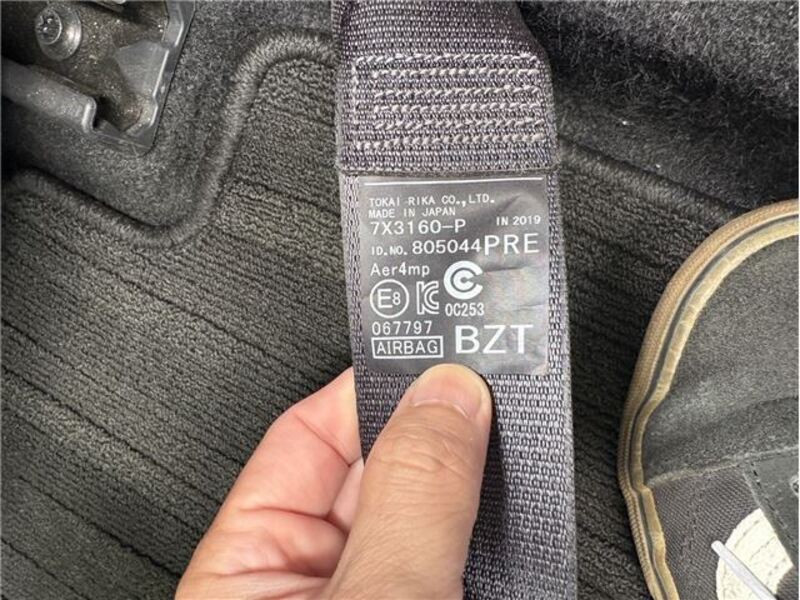 TOKAI RIKA CO.,LTD.
MADE IN JAPAN
7X3160-P IN 2019
ID.NO. 805044PRE
Aer4mp
E8 K C
0C253
067797
AIRBAG BZT